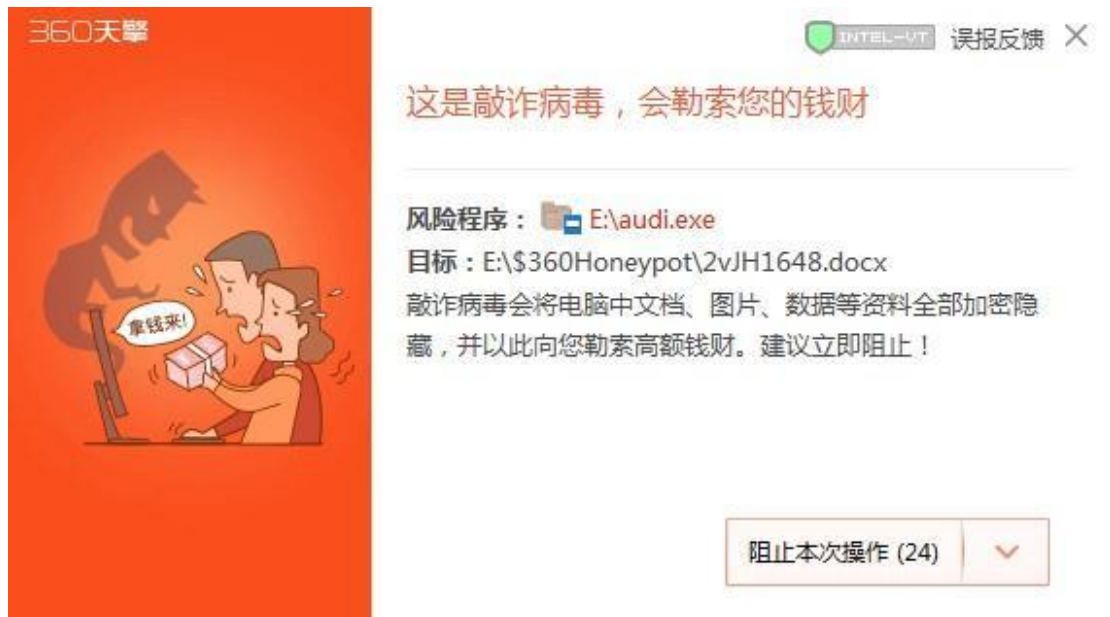 360天擎
INTEL-VT 误报反馈
这是敲诈病毒，会勒索您的钱财
风险程序： E:\audi.exe
目标：E:\$360Honeypot\2vJH1648.docx
敲诈病毒会将电脑中文档、图片、数据等资料全部加密隐
藏，并以此向您勒索高额钱财。建议立即阻止！
拿钱来!
阻止本次操作 (24)